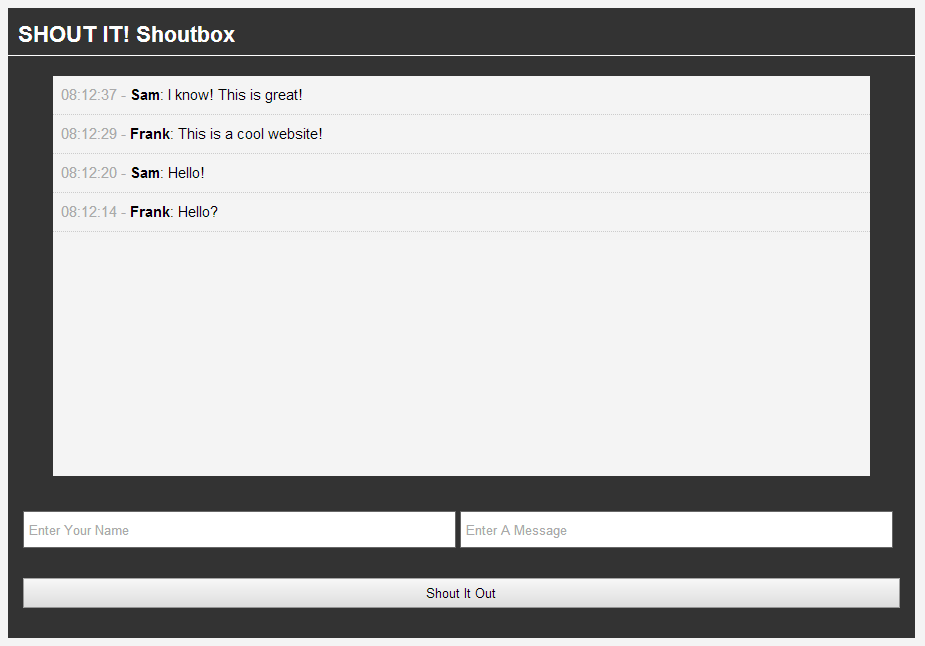 SHOUT IT! Shoutbox
08:12:37 - Sam: I know! This is great!
08:12:29 - Frank: This is a cool website!
08:12:20 - Sam: Hello!
08:12:14 - Frank: Hello?
Enter Your Name
Enter A Message
Shout It Out